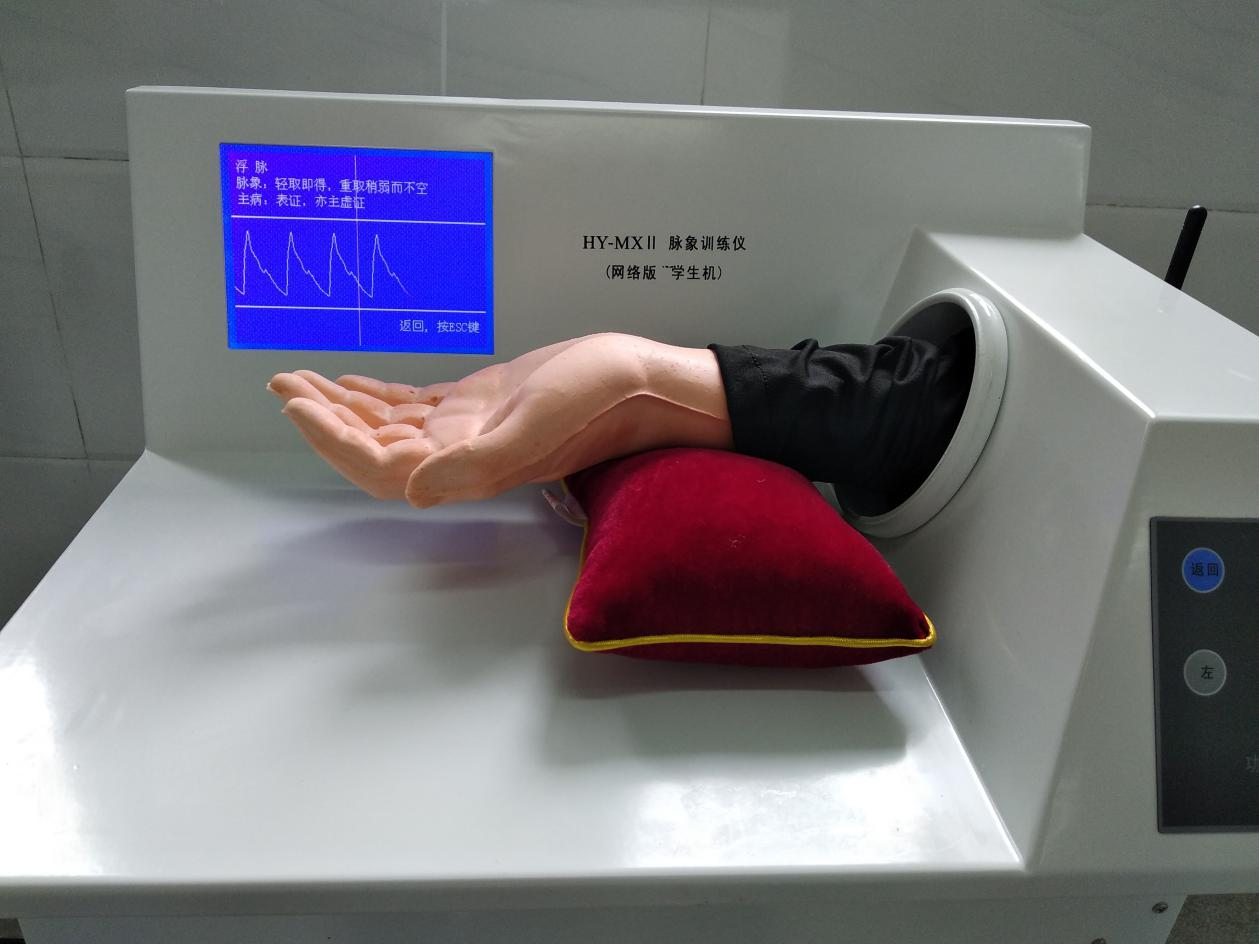 浮 脉
脉象：轻取即得，重取稍弱而不空
主病：表证，亦主虚证
返回，按ESC键
HY-MXⅡ 脉象训练仪
(网络版 学生机)
返回
左
功